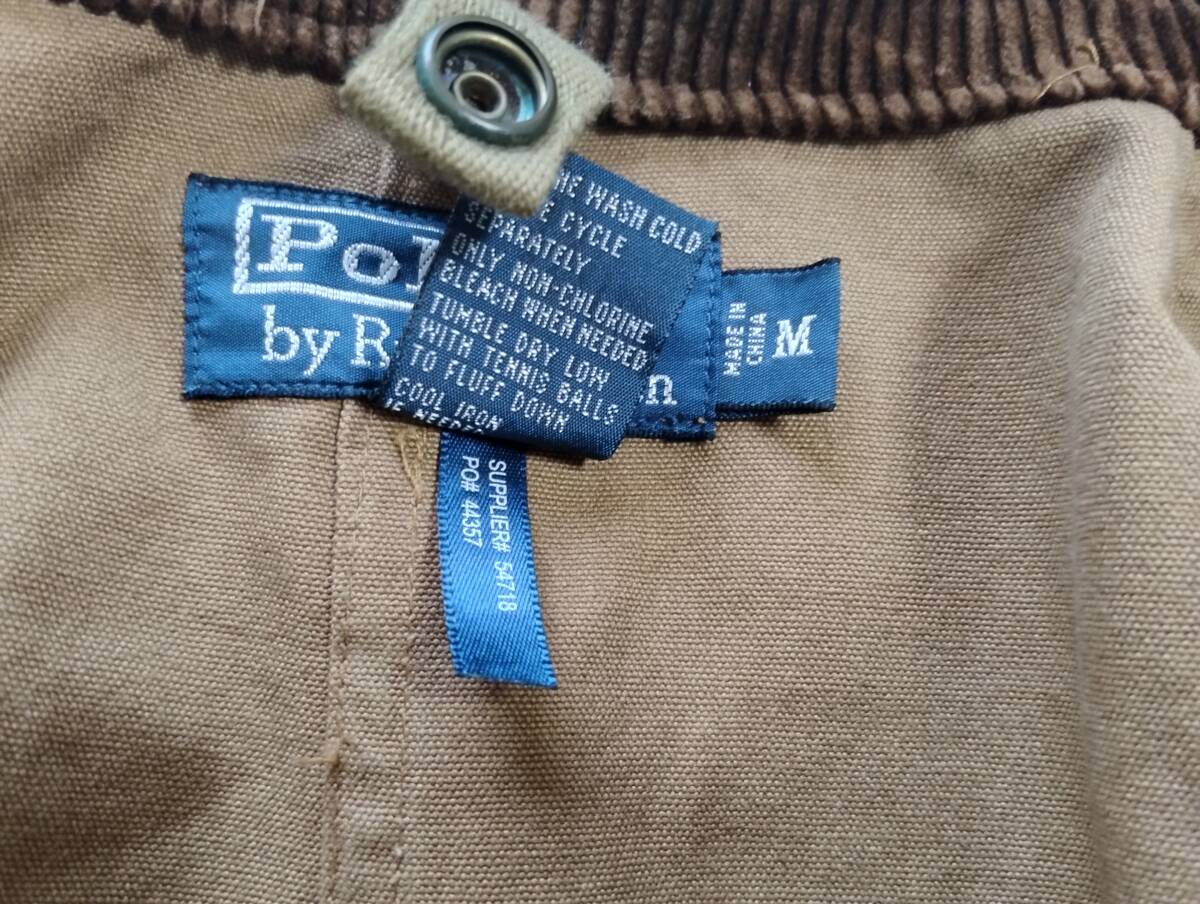 Pol
by R
n
MADE IN
CHINA
M
WASH COLD
CYCLE
SEPARATELY
ONLY NON-CHLORINE
BLEACH WHEN NEEDED
TUMBLE DRY LOW
WITH TENNIS BALLS
TO FLUFF DOWN
COOL IRON
SUPPLIER# 54718
PO# 44357